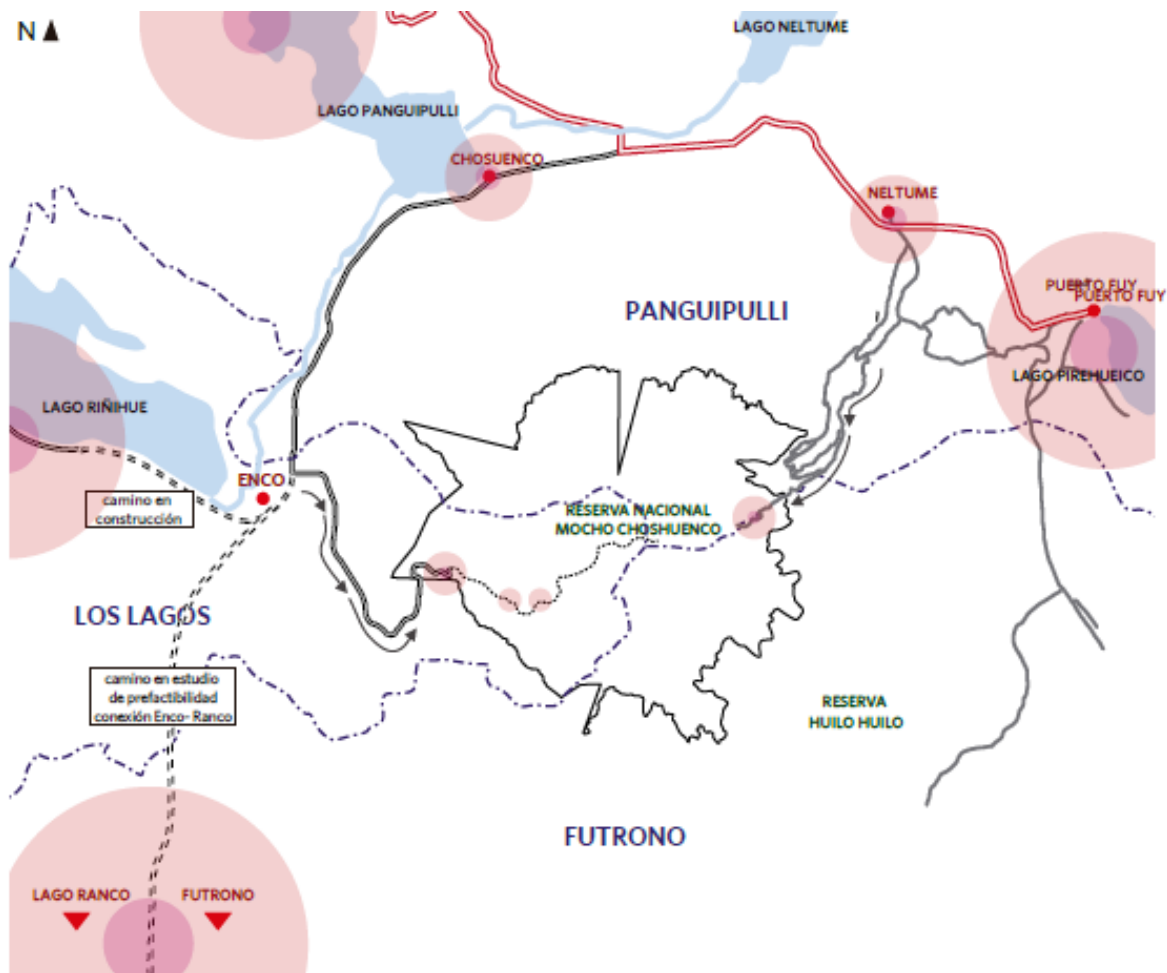 N
LAGO NELTUME
LAGO PANGUIPULLI
CHOSUENCO
NELTUME
PUERTO FUY
PUERTO FUY
PANGUIPULLI
LAGO PIREHUEICO
LAGO RIÑIHUE
ENCO
camino en
construcción
RESERVA NACIONAL
MOCHO CHOSHUENCO
LOS LAGOS
camino en estudio
de prefactibilidad
conexión Enco- Ranco
RESERVA
HUILO HUILO
FUTRONO
LAGO RANCO
FUTRONO